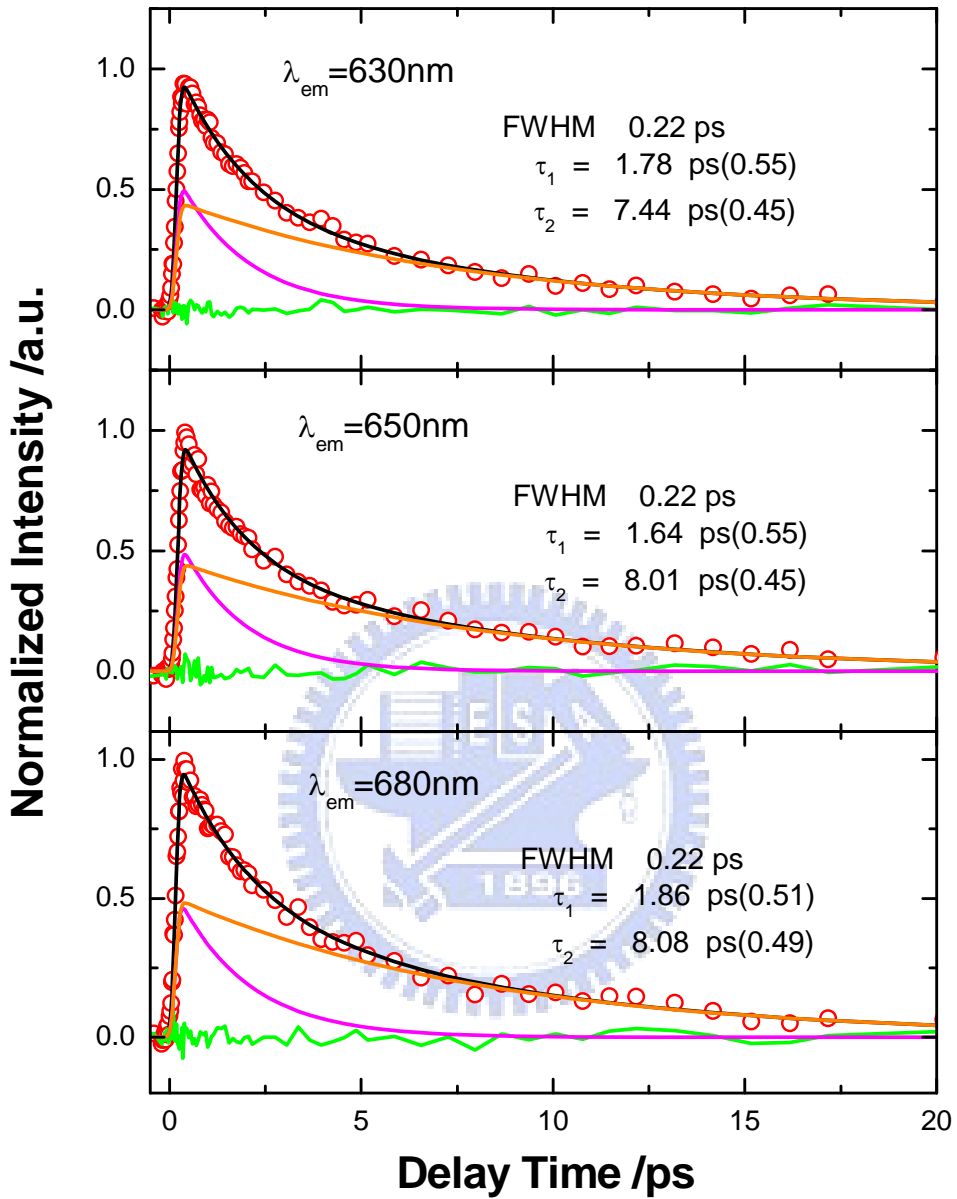 Normalized Intensity /a.u.
1.0
0.5
0.0
λem=630nm
FWHM 0.22 ps
τ1 = 1.78 ps(0.55)
τ2 = 7.44 ps(0.45)
1.0
0.5
0.0
λem=650nm
FWHM 0.22 ps
τ1 = 1.64 ps(0.55)
τ2 = 8.01 ps(0.45)
1.0
0.5
0.0
λem=680nm
FWHM 0.22 ps
τ1 = 1.86 ps(0.51)
τ2 = 8.08 ps(0.49)
E S A
1896
0 5 10 15 20
Delay Time /ps